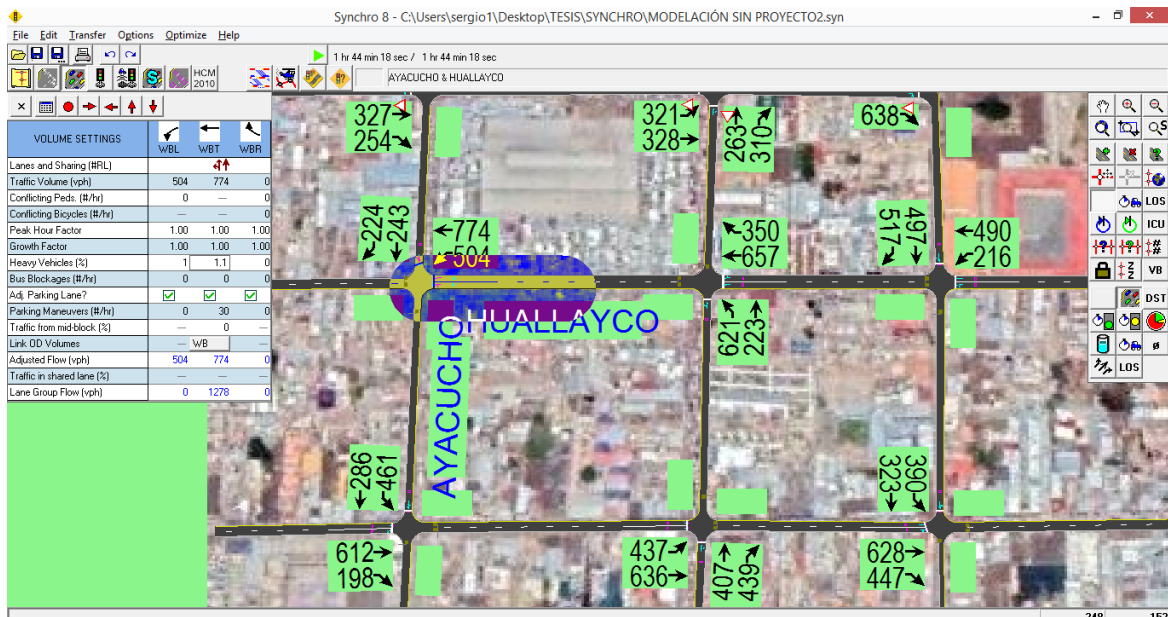 Synchro 8 - C:\Users\sergio1\Desktop\TESIS\SYNCHRO\MODELACIÓN SIN PROYECTO2.syn
File Edit Transfer Options Optimize Help
1 hr 44 min 18 sec / 1 hr 44 min 18 sec
HCM 2010
AYACUCHO & HUALLAYCO
VOLUME SETTINGS WBL WBT WBR
Lanes and Sharing (#RL)
Traffic Volume (vph) 504 774 0
Conflicting Peds. (#/hr) 0 — 0
Conflicting Bicycles (#/hr) — — 0
Peak Hour Factor 1.00 1.00 1.00
Growth Factor 1.00 1.00 1.00
Heavy Vehicles (%) 1 1.1 0
Bus Blockages (#/hr) 0 0 0
Adj. Parking Lane?
Parking Maneuvers (#/hr) 0 30 0
Traffic from mid-block (%) — 0 —
Link OD Volumes — WB —
Adjusted Flow (vph) 504 774 0
Traffic in shared lane (%) — — —
Lane Group Flow (vph) 0 1278 0
327
254
321
328
263
310
638
224
243
774
504
350
657
517
497
490
216
HUALLAYCO
621
223
AYACUCHO
286
461
323
390
612
198
437
636
407
439
628
447
LOS
ICU
VB
DST
ø
LOS
248 152